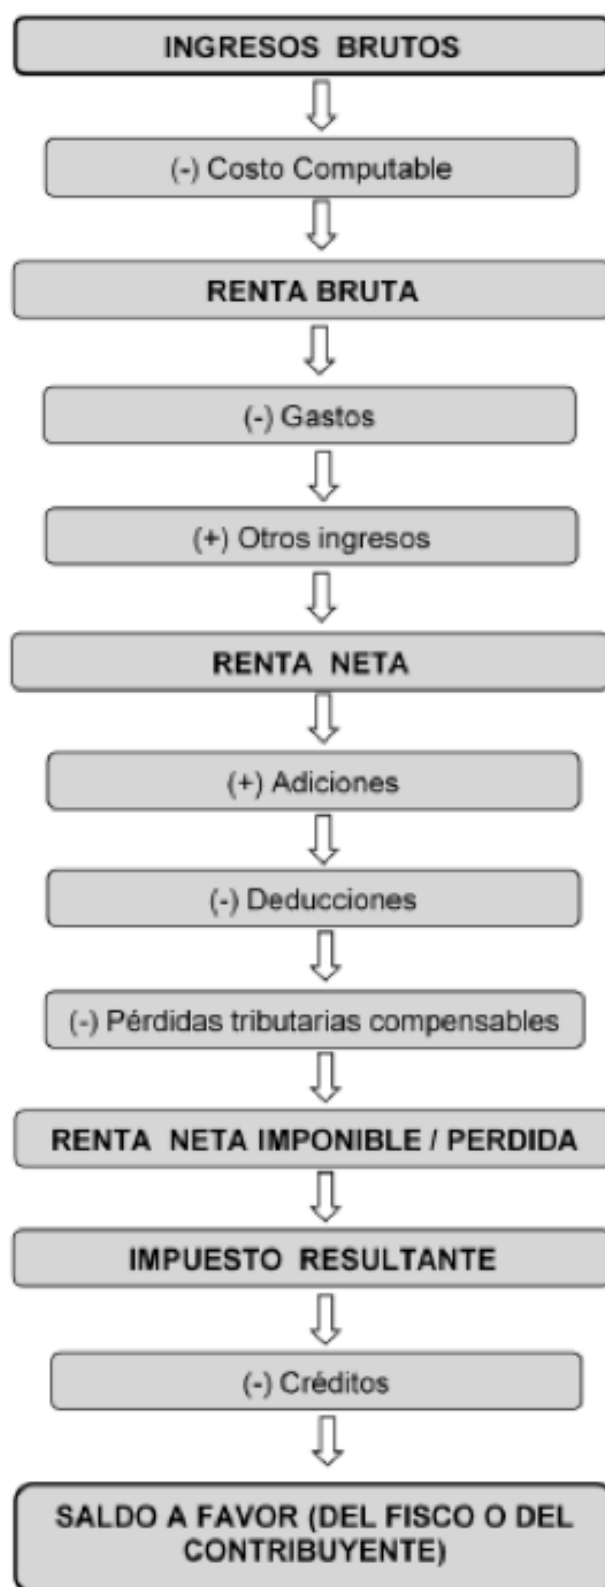 INGRESOS BRUTOS
(-) Costo Computable
RENTA BRUTA
(-) Gastos
(+) Otros ingresos
RENTA NETA
(+) Adiciones
(-) Deducciones
(-) Pérdidas tributarias compensables
RENTA NETA IMPONIBLE / PERDIDA
IMPUESTO RESULTANTE
(-) Créditos
SALDO A FAVOR (DEL FISCO O DEL
CONTRIBUYENTE)